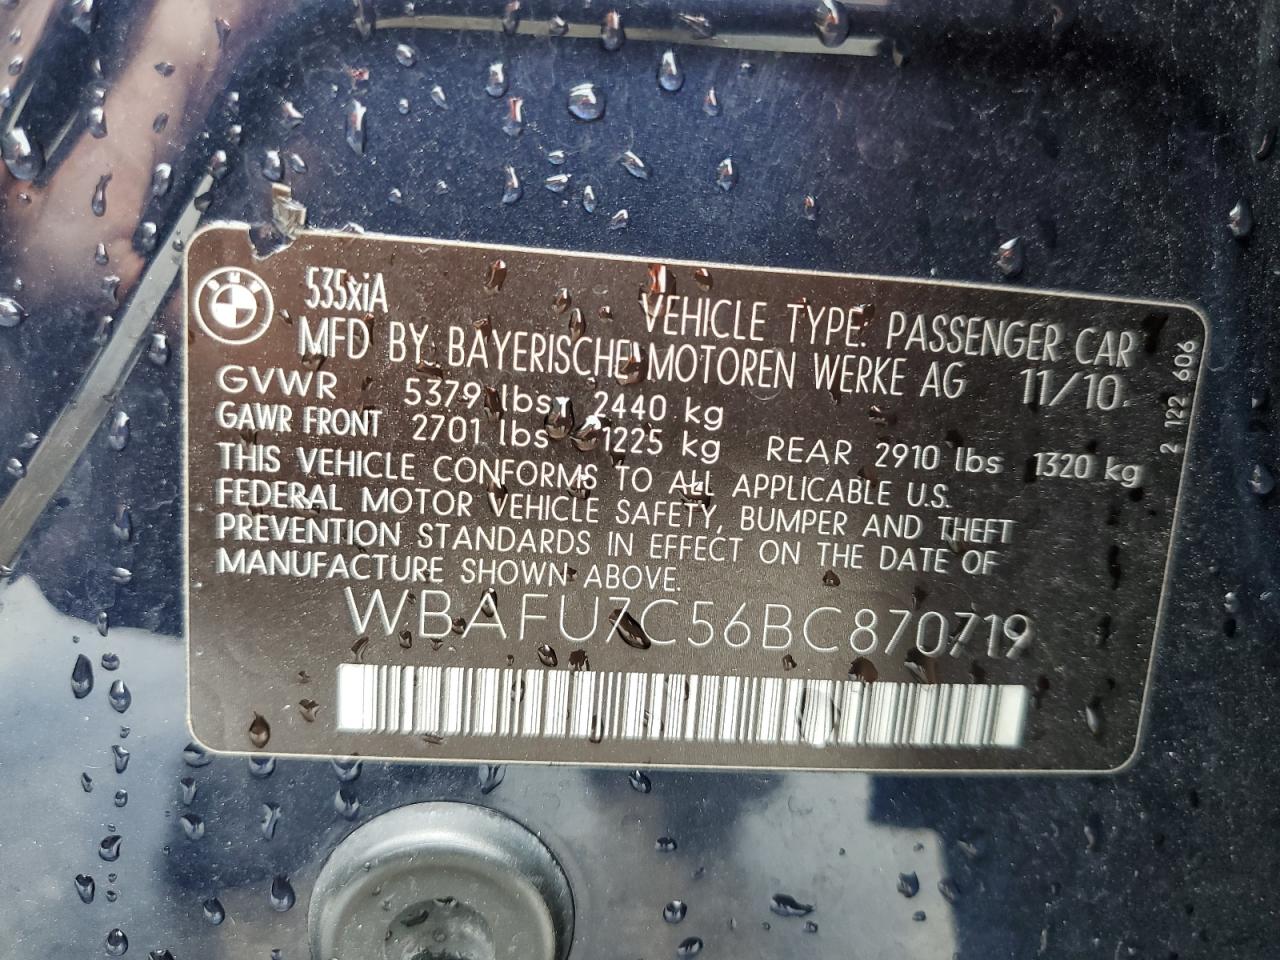 535xiA
VEHICLE TYPE: PASSENGER CAR
MFD BY BAYERISCHE MOTOREN WERKE AG 11/10
GVWR 5379 lbs 2440 kg
GAWR FRONT 2701 lbs 1225 kg REAR 2910 lbs 1320 kg
THIS VEHICLE CONFORMS TO ALL APPLICABLE U.S.
FEDERAL MOTOR VEHICLE SAFETY, BUMPER AND THEFT
PREVENTION STANDARDS IN EFFECT ON THE DATE OF
MANUFACTURE SHOWN ABOVE.
WBAFU7C56BC870719
2 122 606